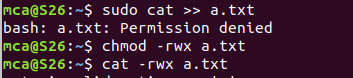 mca@S26:~$ sudo cat >> a.txt
bash: a.txt: Permission denied
mca@S26:~$ chmod -rwx a.txt
mca@S26:~$ cat -rwx a.txt